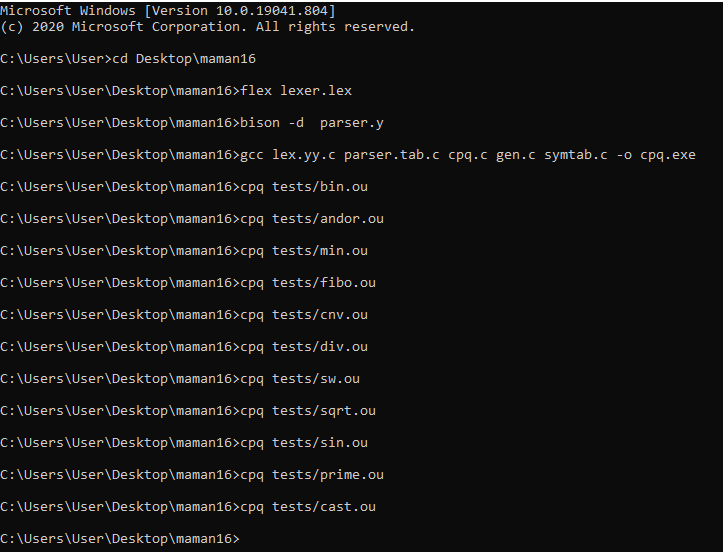 Microsoft Windows [Version 10.0.19041.804]
(c) 2020 Microsoft Corporation. All rights reserved.
C:\Users\User>cd Desktop\maman16
C:\Users\User\Desktop\maman16>flex lexer.lex
C:\Users\User\Desktop\maman16>bison -d  parser.y
C:\Users\User\Desktop\maman16>gcc lex.yy.c parser.tab.c cpq.c gen.c symtab.c -o cpq.exe
C:\Users\User\Desktop\maman16>cpq tests/bin.ou
C:\Users\User\Desktop\maman16>cpq tests/andor.ou
C:\Users\User\Desktop\maman16>cpq tests/min.ou
C:\Users\User\Desktop\maman16>cpq tests/fibo.ou
C:\Users\User\Desktop\maman16>cpq tests/cnv.ou
C:\Users\User\Desktop\maman16>cpq tests/div.ou
C:\Users\User\Desktop\maman16>cpq tests/sw.ou
C:\Users\User\Desktop\maman16>cpq tests/sqrt.ou
C:\Users\User\Desktop\maman16>cpq tests/sin.ou
C:\Users\User\Desktop\maman16>cpq tests/prime.ou
C:\Users\User\Desktop\maman16>cpq tests/cast.ou
C:\Users\User\Desktop\maman16>